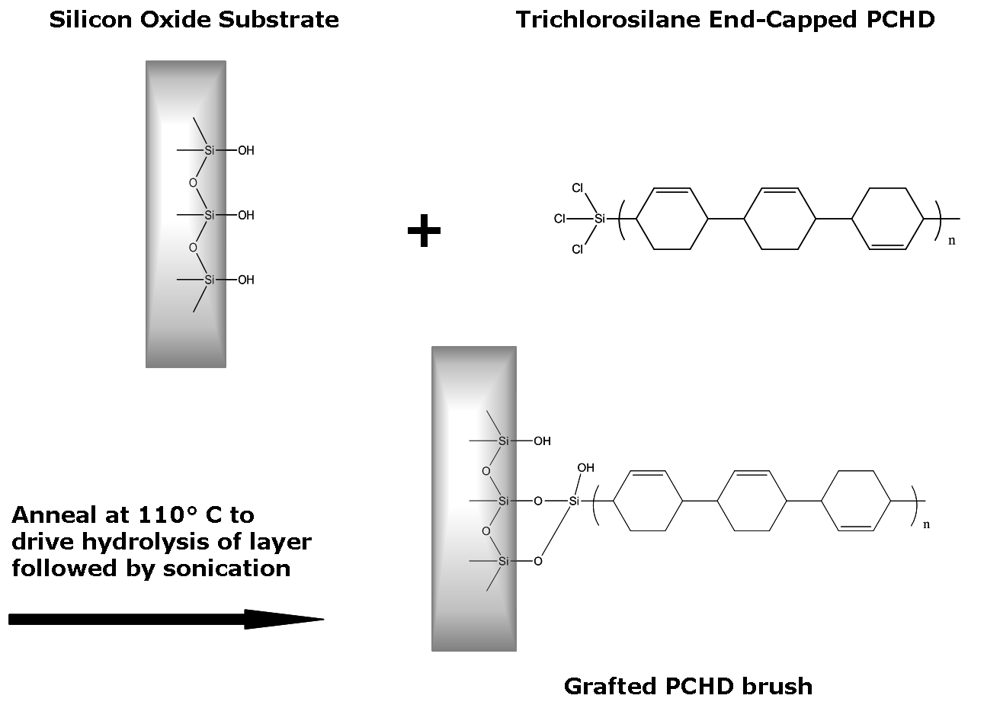 Silicon Oxide Substrate
Trichlorosilane End-Capped PCHD
Si OH
O
Si OH
O
Si OH
+
Cl
Cl Si
Cl
( ) n
OH
Si OH
O
Si O Si
O
Si O
( ) n
Anneal at 110° C to
drive hydrolysis of layer
followed by sonication
Grafted PCHD brush